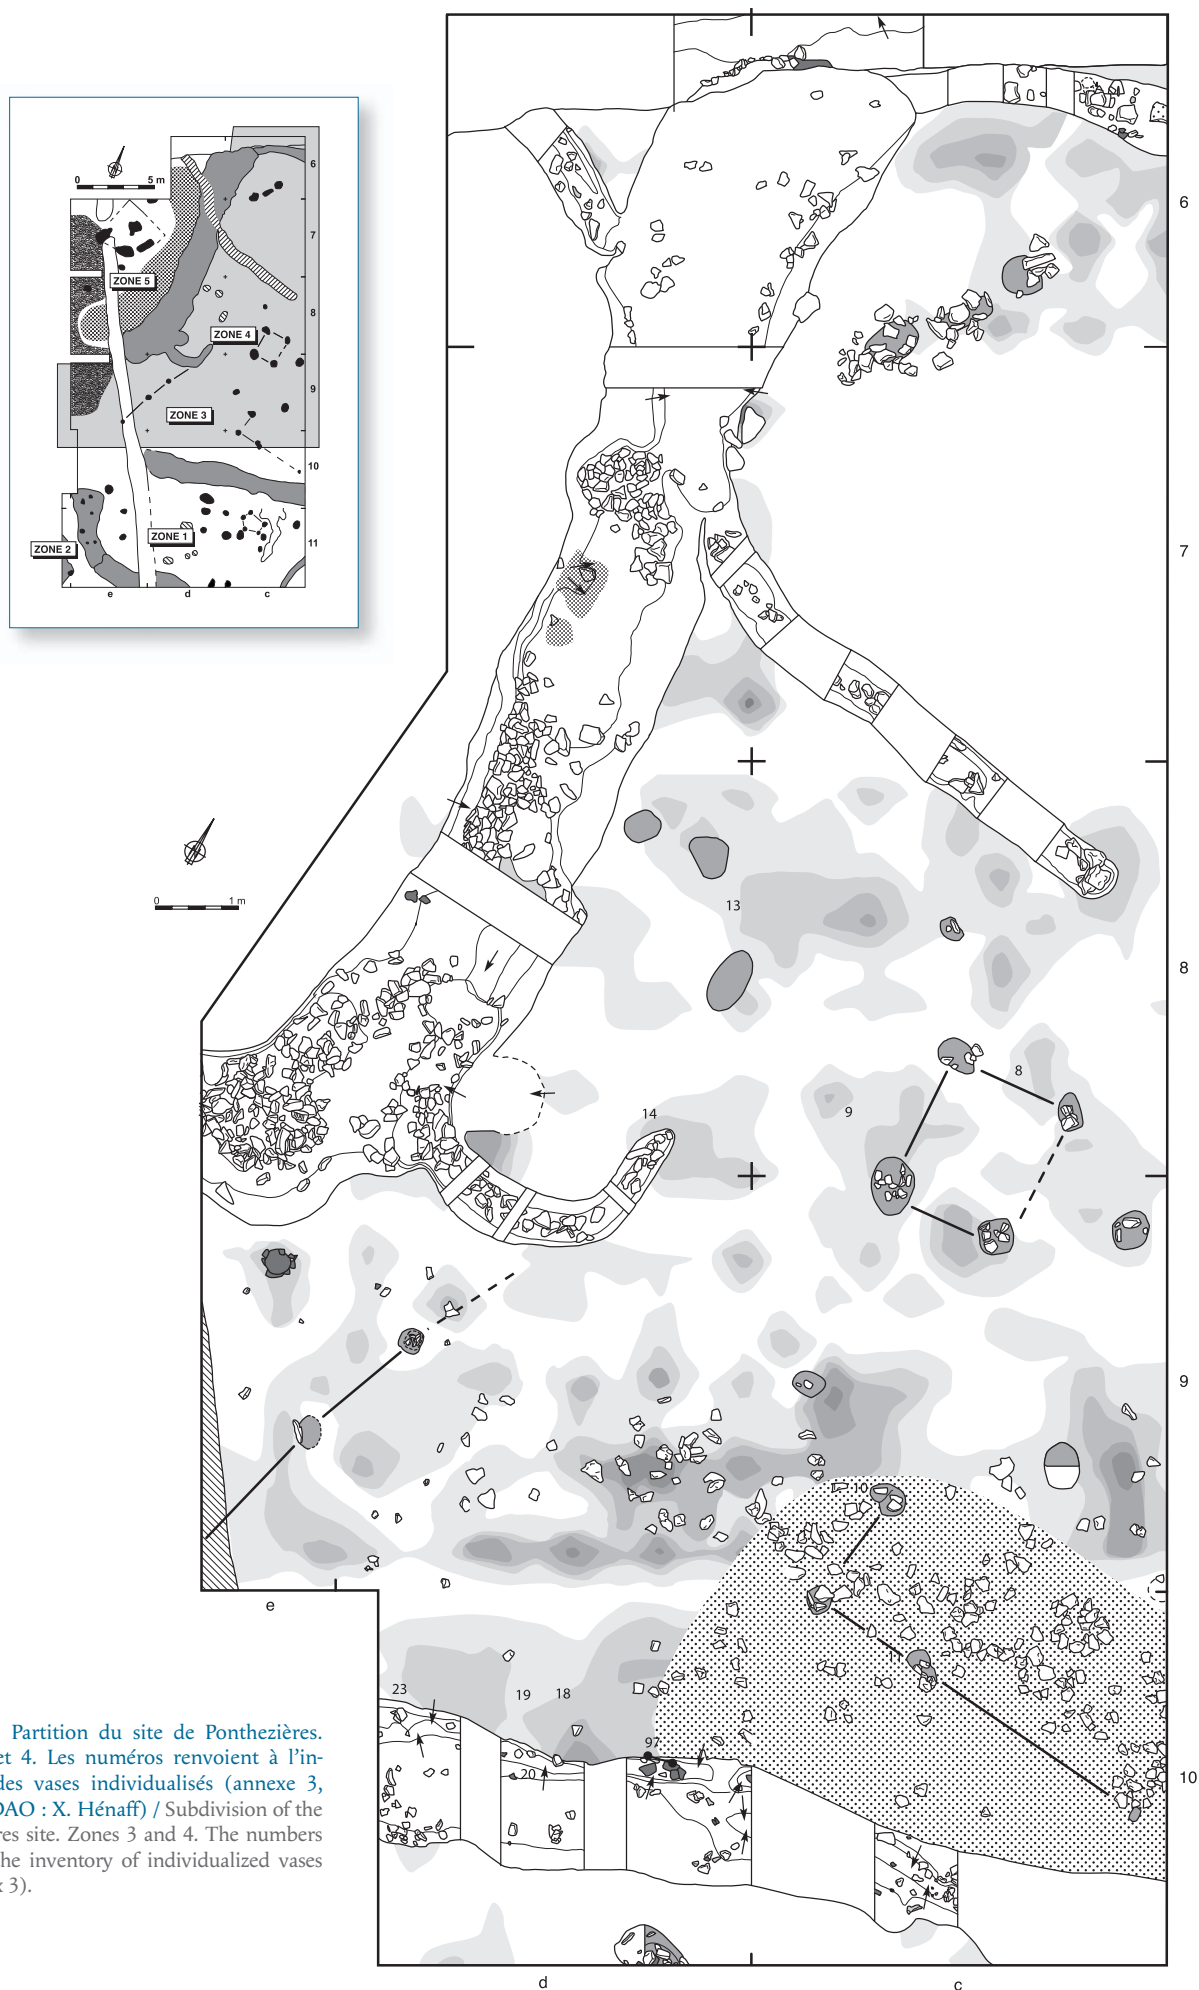 0 5 m
6
7
8
9
10
11
ZONE 5
ZONE 4
ZONE 3
ZONE 1
ZONE 2
e d c
6
7
0 1 m
13
8
8
14
9
9
10
e
11
23
19
18
97
20
10
d
c
Partition du site de Ponthezières.
et 4. Les numéros renvoient à l'in-
des vases individualisés (annexe 3,
DAO : X. Hénaff) / Subdivision of the
res site. Zones 3 and 4. The numbers
he inventory of individualized vases
x 3).